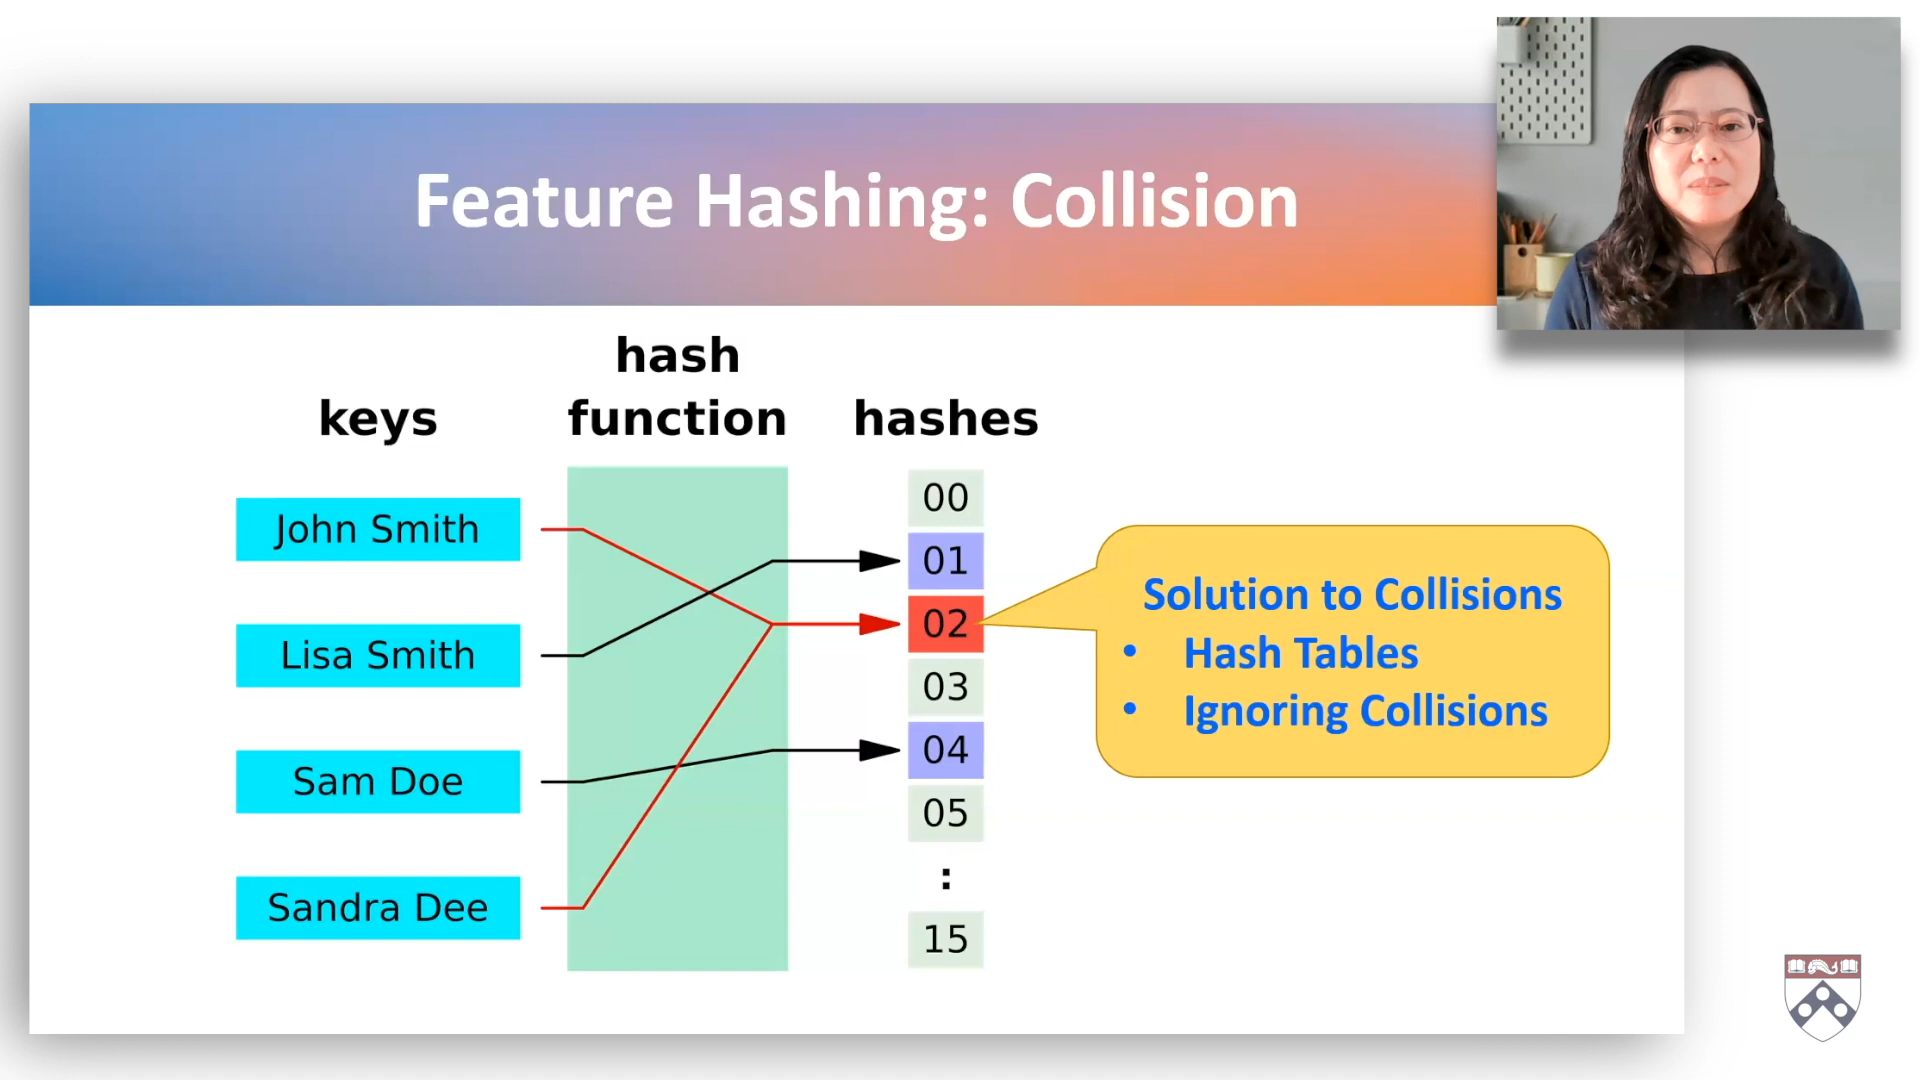 Feature Hashing: Collision
hash
keys function hashes
John Smith
Lisa Smith
Sam Doe
Sandra Dee
00
01
02
03
04
05
:
15
Solution to Collisions
• Hash Tables
• Ignoring Collisions